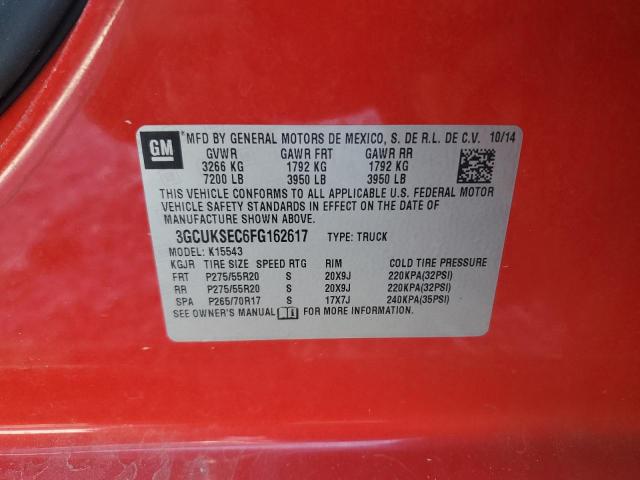 GM ® MFD BY GENERAL MOTORS DE MEXICO, S. DE R.L. DE C.V. 10/14
GVWR GAWR FRT GAWR RR
3266 KG 1792 KG 1792 KG
7200 LB 3950 LB 3950 LB
THIS VEHICLE CONFORMS TO ALL APPLICABLE U.S. FEDERAL MOTOR
VEHICLE SAFETY STANDARDS IN EFFECT ON THE DATE OF
MANUFACTURE SHOWN ABOVE.
3GCUKSEC6FG162617 TYPE: TRUCK
MODEL: K15543
KGJR TIRE SIZE SPEED RTG RIM COLD TIRE PRESSURE
FRT P275/55R20 S 20X9J 220KPA(32PSI)
RR P275/55R20 S 20X9J 220KPA(32PSI)
SPA P265/70R17 S 17X7J 240KPA(35PSI)
SEE OWNER'S MANUAL FOR MORE INFORMATION.